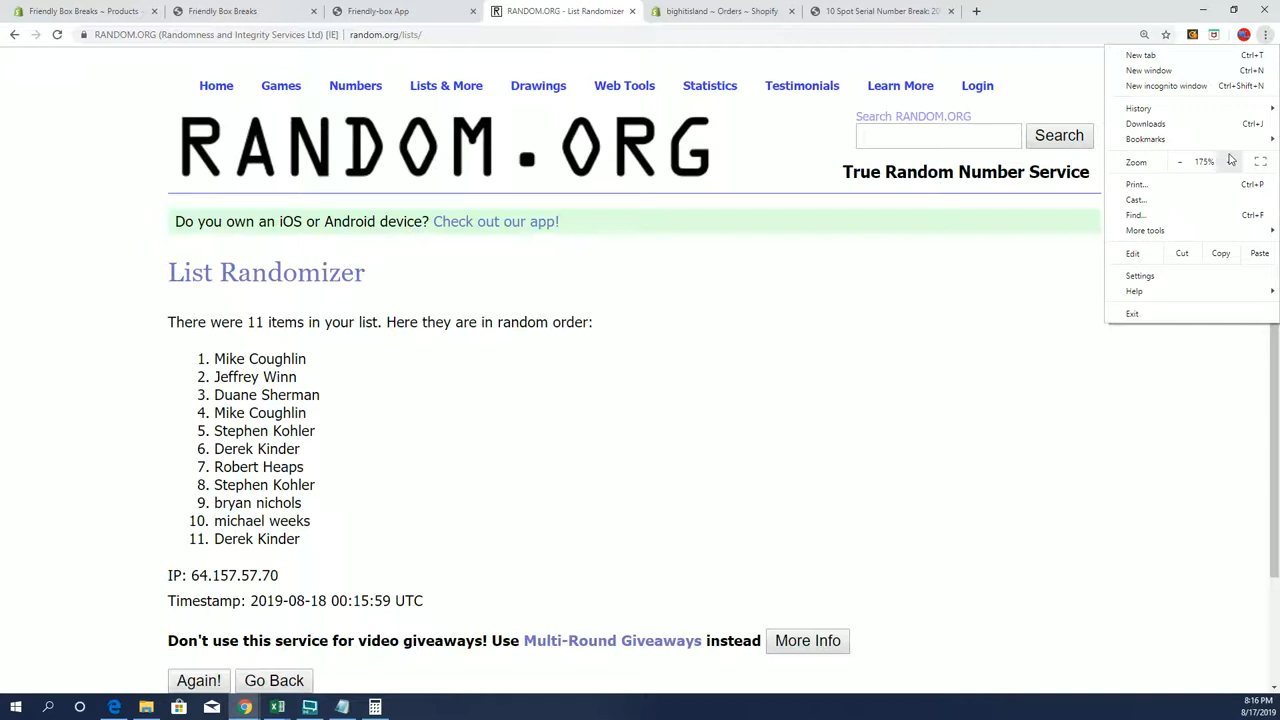 Friendly Box Breaks ~ Products
Friendly Box Breaks
Friendly-box App
RANDOM.ORG - List Randomizer
bighitisland ~ Orders ~ Shopify
10 Spot Serial Number Break: 20
RANDOM.ORG (Randomness and Integrity Services Ltd) [IE] | random.org/lists/
New tab Ctrl+T
New window Ctrl+N
New incognito window Ctrl+Shift+N
History
Downloads Ctrl+J
Bookmarks
Zoom - 175%
Print... Ctrl+P
Cast...
Find... Ctrl+F
More tools
Edit Cut Copy Paste
Settings
Help
Exit
Home Games Numbers Lists & More Drawings Web Tools Statistics Testimonials Learn More Login
RANDOM.ORG
Search RANDOM.ORG
Search
True Random Number Service
Do you own an iOS or Android device? Check out our app!
List Randomizer
There were 11 items in your list. Here they are in random order:
1. Mike Coughlin
2. Jeffrey Winn
3. Duane Sherman
4. Mike Coughlin
5. Stephen Kohler
6. Derek Kinder
7. Robert Heaps
8. Stephen Kohler
9. bryan nichols
10. michael weeks
11. Derek Kinder
IP: 64.157.57.70
Timestamp: 2019-08-18 00:15:59 UTC
Don't use this service for video giveaways! Use Multi-Round Giveaways instead More Info
Again! Go Back
8:16 PM
8/17/2019